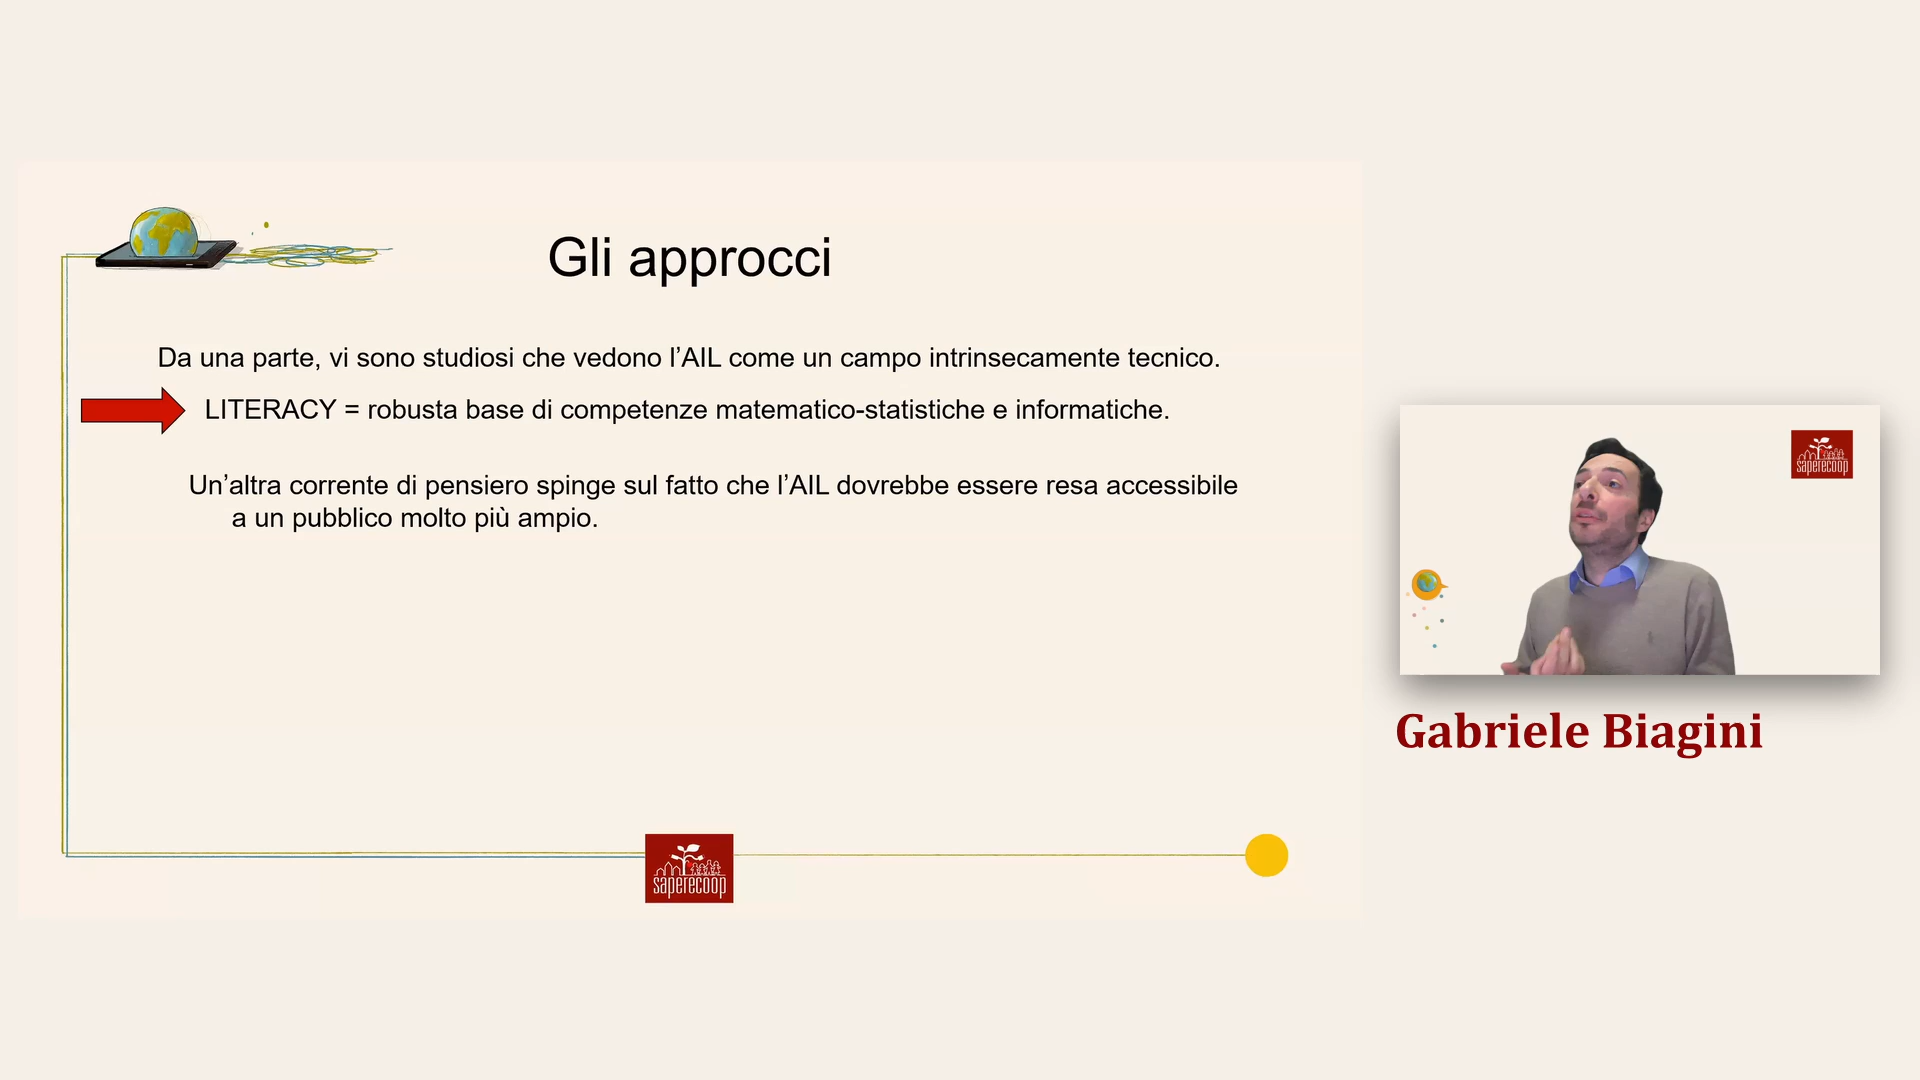 Gli approcci
Da una parte, vi sono studiosi che vedono l’AIL come un campo intrinsecamente tecnico.
LITERACY = robusta base di competenze matematico-statistiche e informatiche.
Un’altra corrente di pensiero spinge sul fatto che l’AIL dovrebbe essere resa accessibile
a un pubblico molto più ampio.
saperecoop
saperecoop
Gabriele Biagini